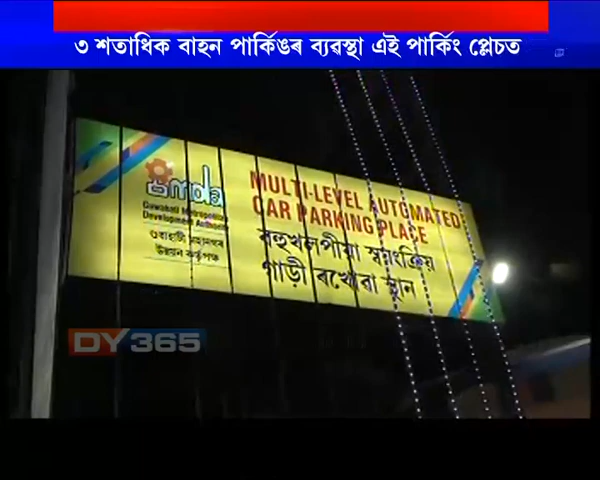 ৩ শতাধিক বাহন পার্কিঙৰ ব্যৱস্থা এই পাৰ্কিং প্লেচত
gmda
Guwahati Metropolitan
Development Authority
গুৱাহাটী মহানগৰ
উন্নয়ন কৰ্তৃপক্ষ
MULTI-LEVEL AUTOMATED
CAR PARKING PLACE
বহুখলপীয়া স্বয়ংক্ৰিয়
গাড়ী ৰখোৱা স্থান
DY365